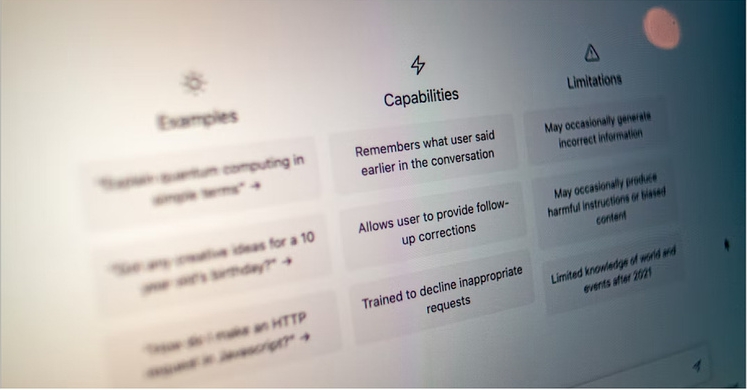 Examples
"Explain quantum computing in
simple terms" →
"Got any creative ideas for a 10
year old's birthday?" →
"How do I make an HTTP
request in Javascript?" →
Capabilities
Remembers what user said
earlier in the conversation
Allows user to provide follow-
up corrections
Trained to decline inappropriate
requests
Limitations
May occasionally generate
incorrect information
May occasionally produce
harmful instructions or biased
content
Limited knowledge of world and
events after 2021